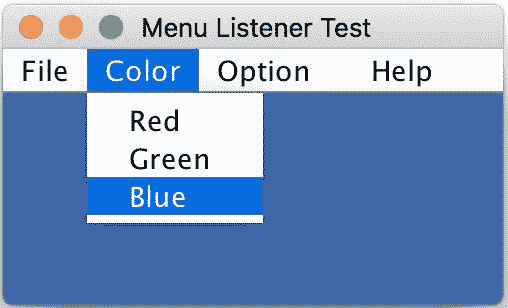 Menu Listener Test
File Color Option Help
Red
Green
Blue